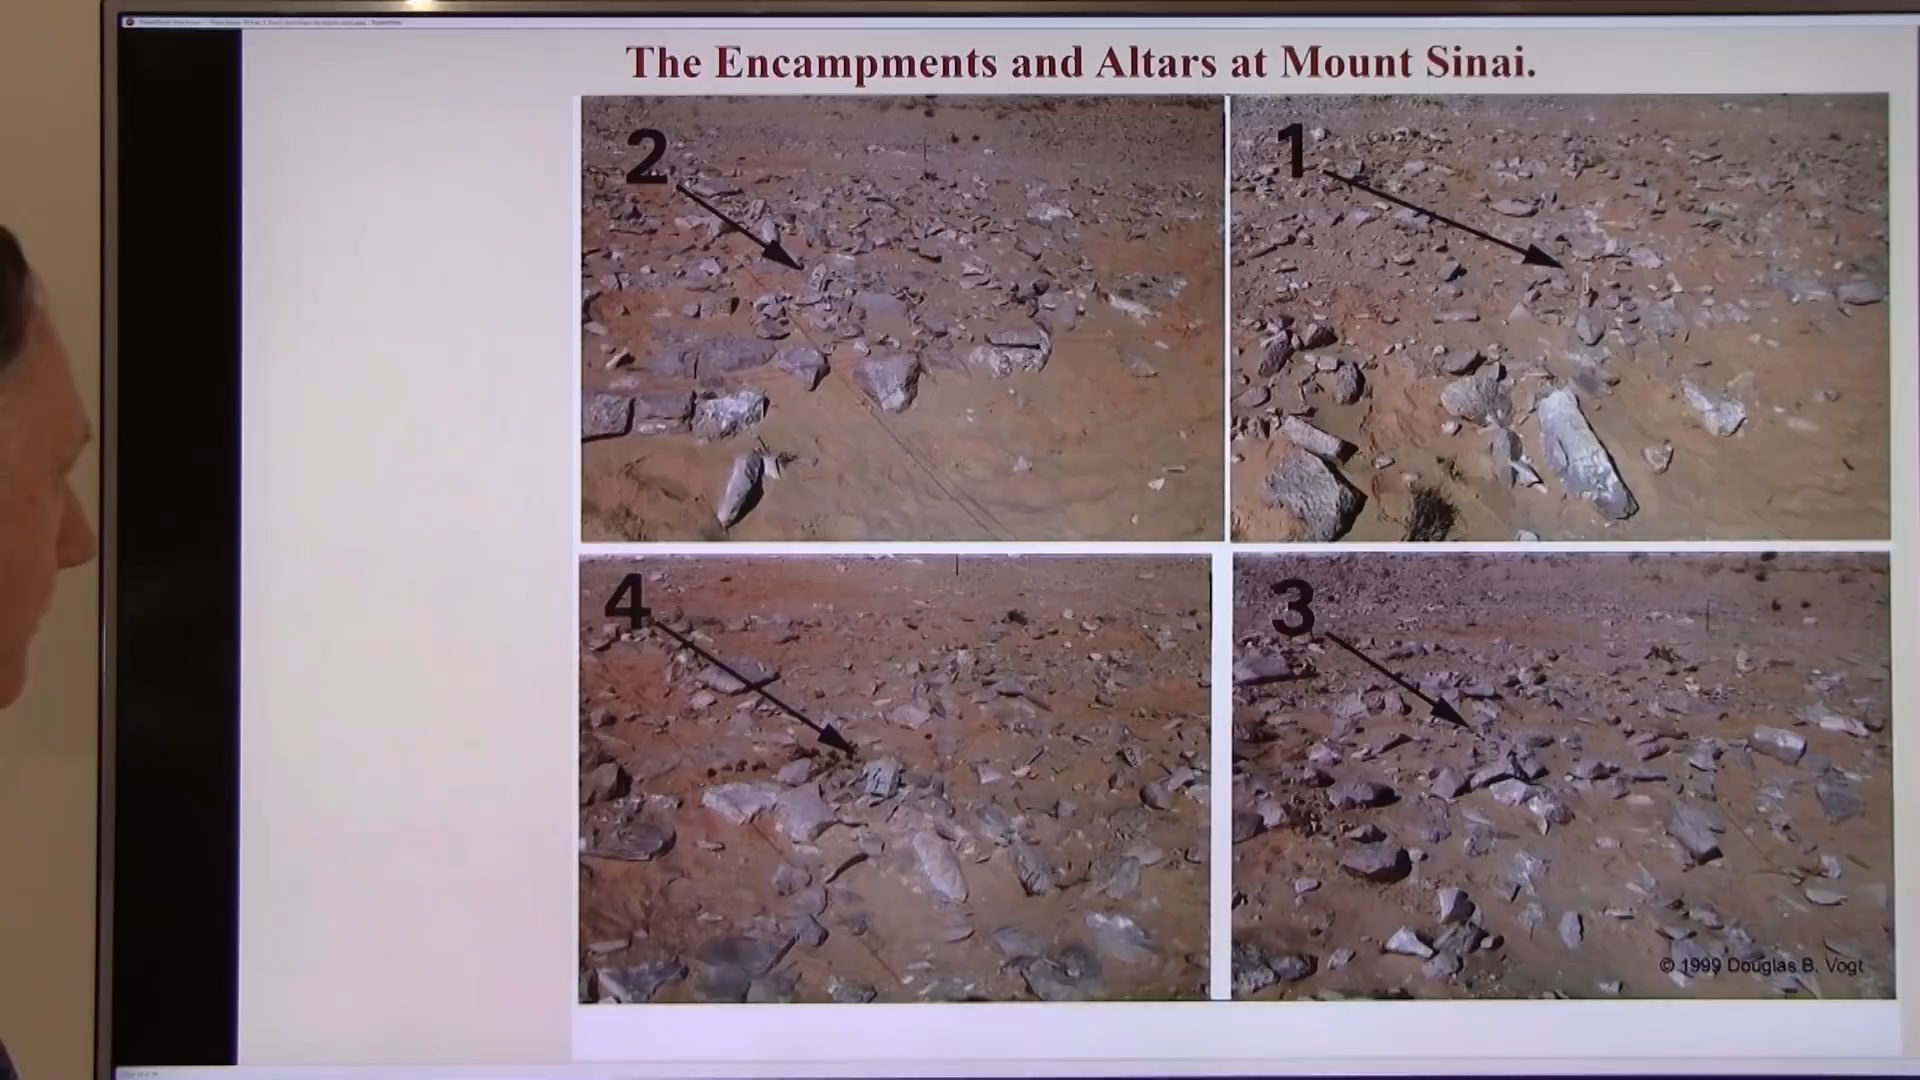 The Encampments and Altars at Mount Sinai.
2
1
4
3
© 1999 Douglas B. Vogt